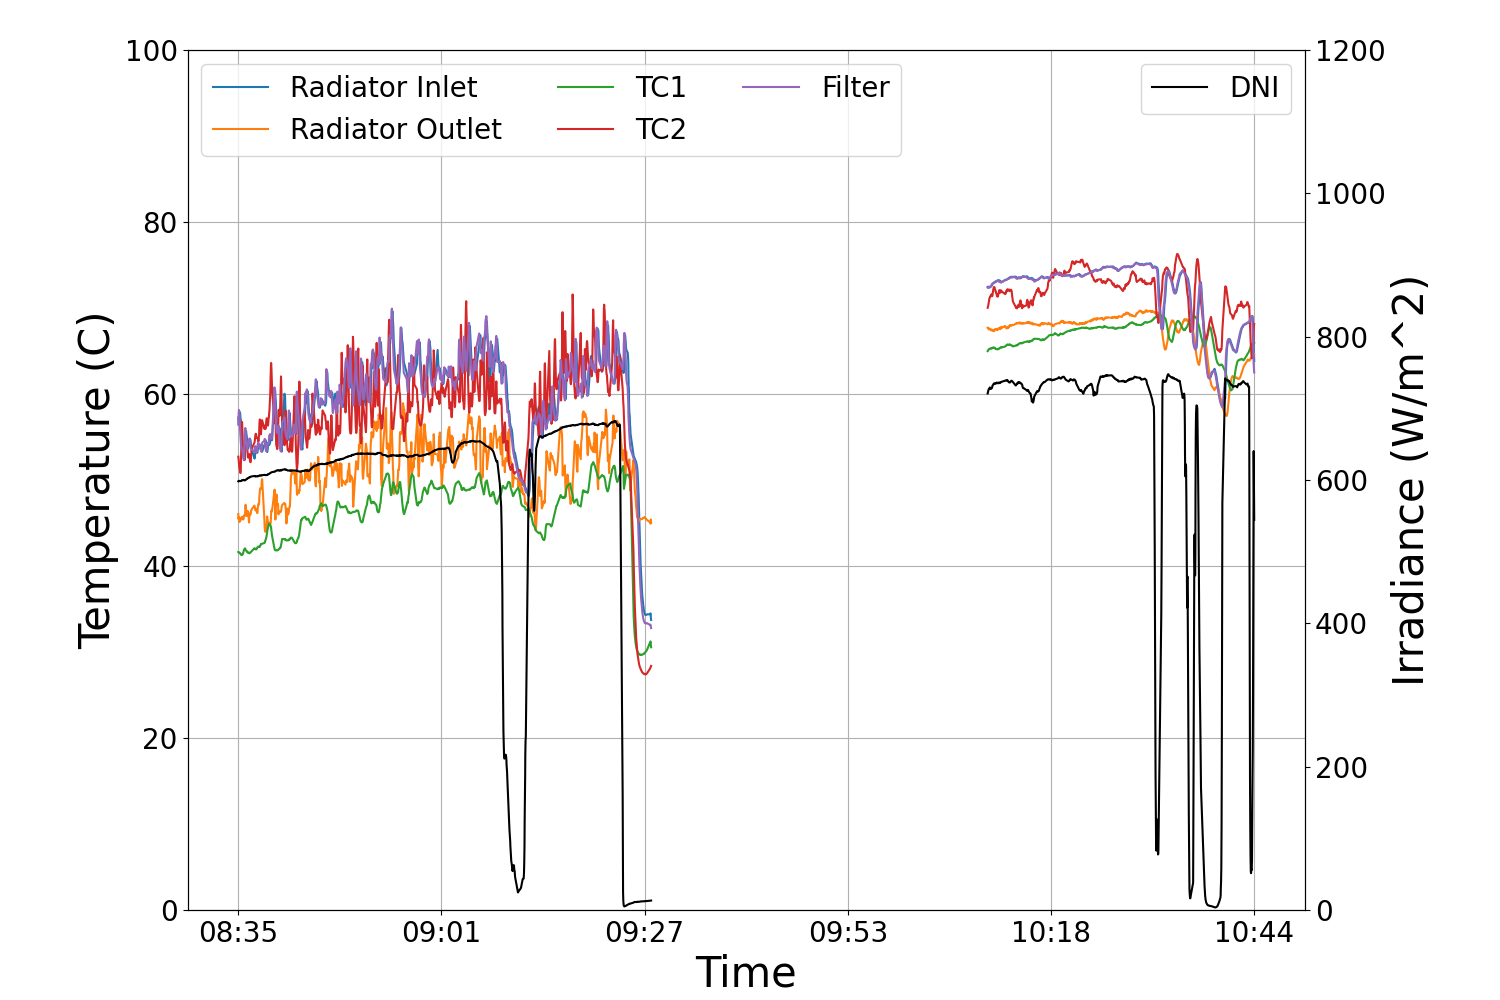 Radiator Inlet
Radiator Outlet
TC1
TC2
Filter
DNI
100
80
60
40
20
0
Temperature (C)
1200
1000
800
600
400
200
0
Irradiance (W/m^2)
08:35 09:01 09:27 09:53 10:18 10:44
Time